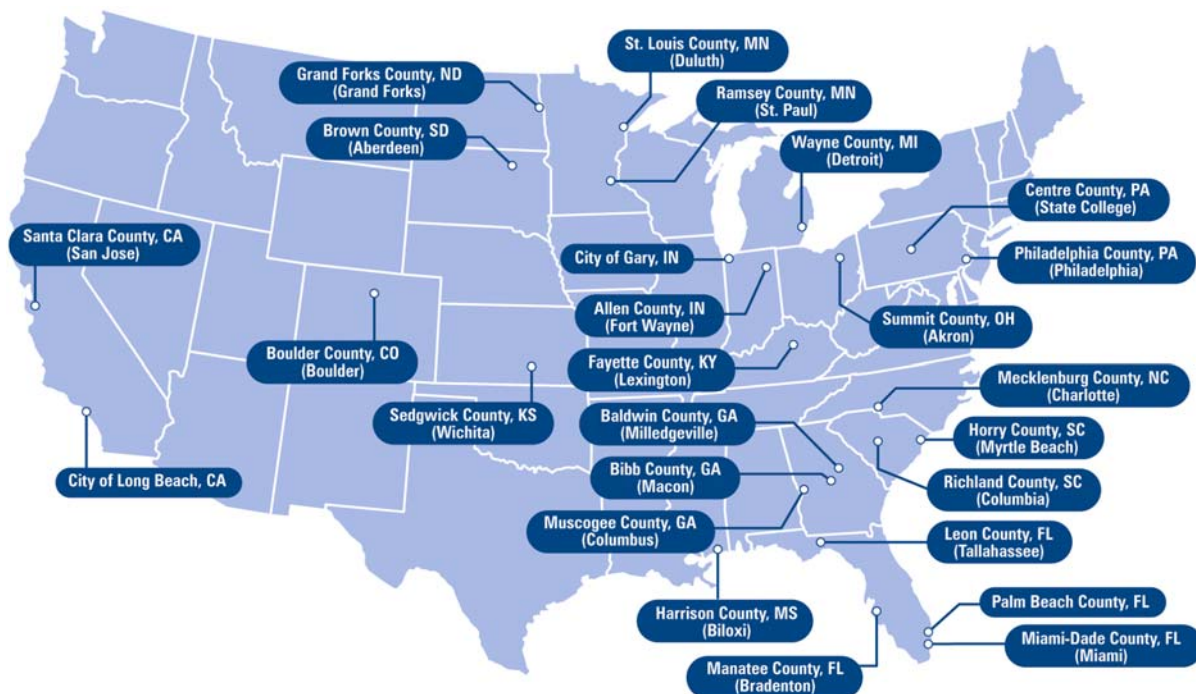 St. Louis County, MN
(Duluth)
Grand Forks County, ND
(Grand Forks)
Ramsey County, MN
(St. Paul)
Brown County, SD
(Aberdeen)
Wayne County, MI
(Detroit)
Centre County, PA
(State College)
Santa Clara County, CA
(San Jose)
City of Gary, IN
Philadelphia County, PA
(Philadelphia)
Allen County, IN
(Fort Wayne)
Summit County, OH
(Akron)
Boulder County, CO
(Boulder)
Fayette County, KY
(Lexington)
Mecklenburg County, NC
(Charlotte)
Sedgwick County, KS
(Wichita)
Baldwin County, GA
(Milledgeville)
Horry County, SC
(Myrtle Beach)
City of Long Beach, CA
Bibb County, GA
(Macon)
Richland County, SC
(Columbia)
Muscogee County, GA
(Columbus)
Leon County, FL
(Tallahassee)
Harrison County, MS
(Biloxi)
Palm Beach County, FL
Miami-Dade County, FL
(Miami)
Manatee County, FL
(Bradenton)